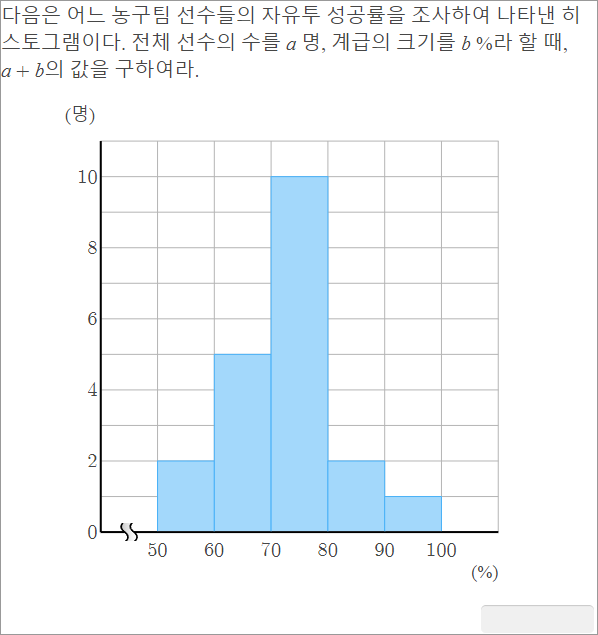 다음은 어느 농구팀 선수들의 자유투 성공률을 조사하여 나타낸 히
스토그램이다. 전체 선수의 수를 a 명, 계급의 크기를 b %라 할 때,
a + b의 값을 구하여라.
(명)
10
8
6
4
2
0
50 60 70 80 90 100
(%)